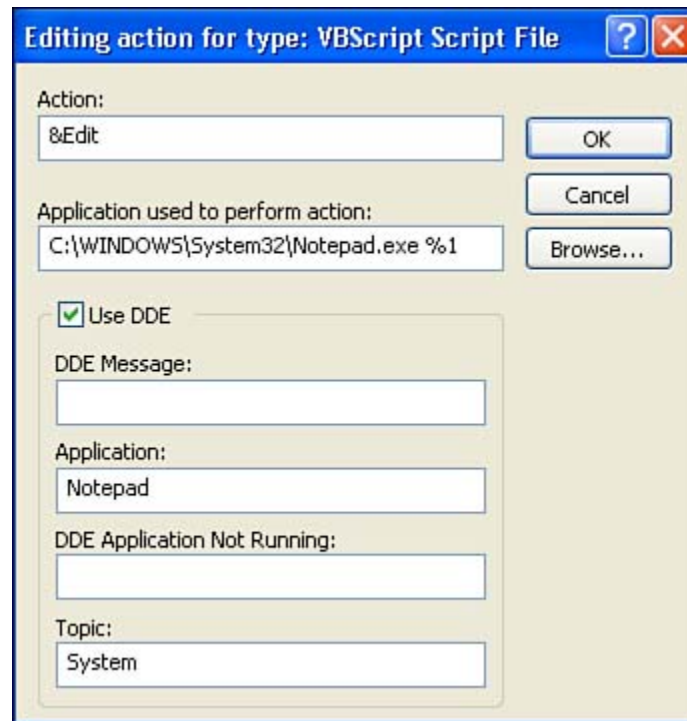 Editing action for type: VBScript Script File
Action:
&Edit
OK
Cancel
Application used to perform action:
C:\WINDOWS\System32\Notepad.exe %1
Browse...
Use DDE
DDE Message:
Application:
Notepad
DDE Application Not Running:
Topic:
System